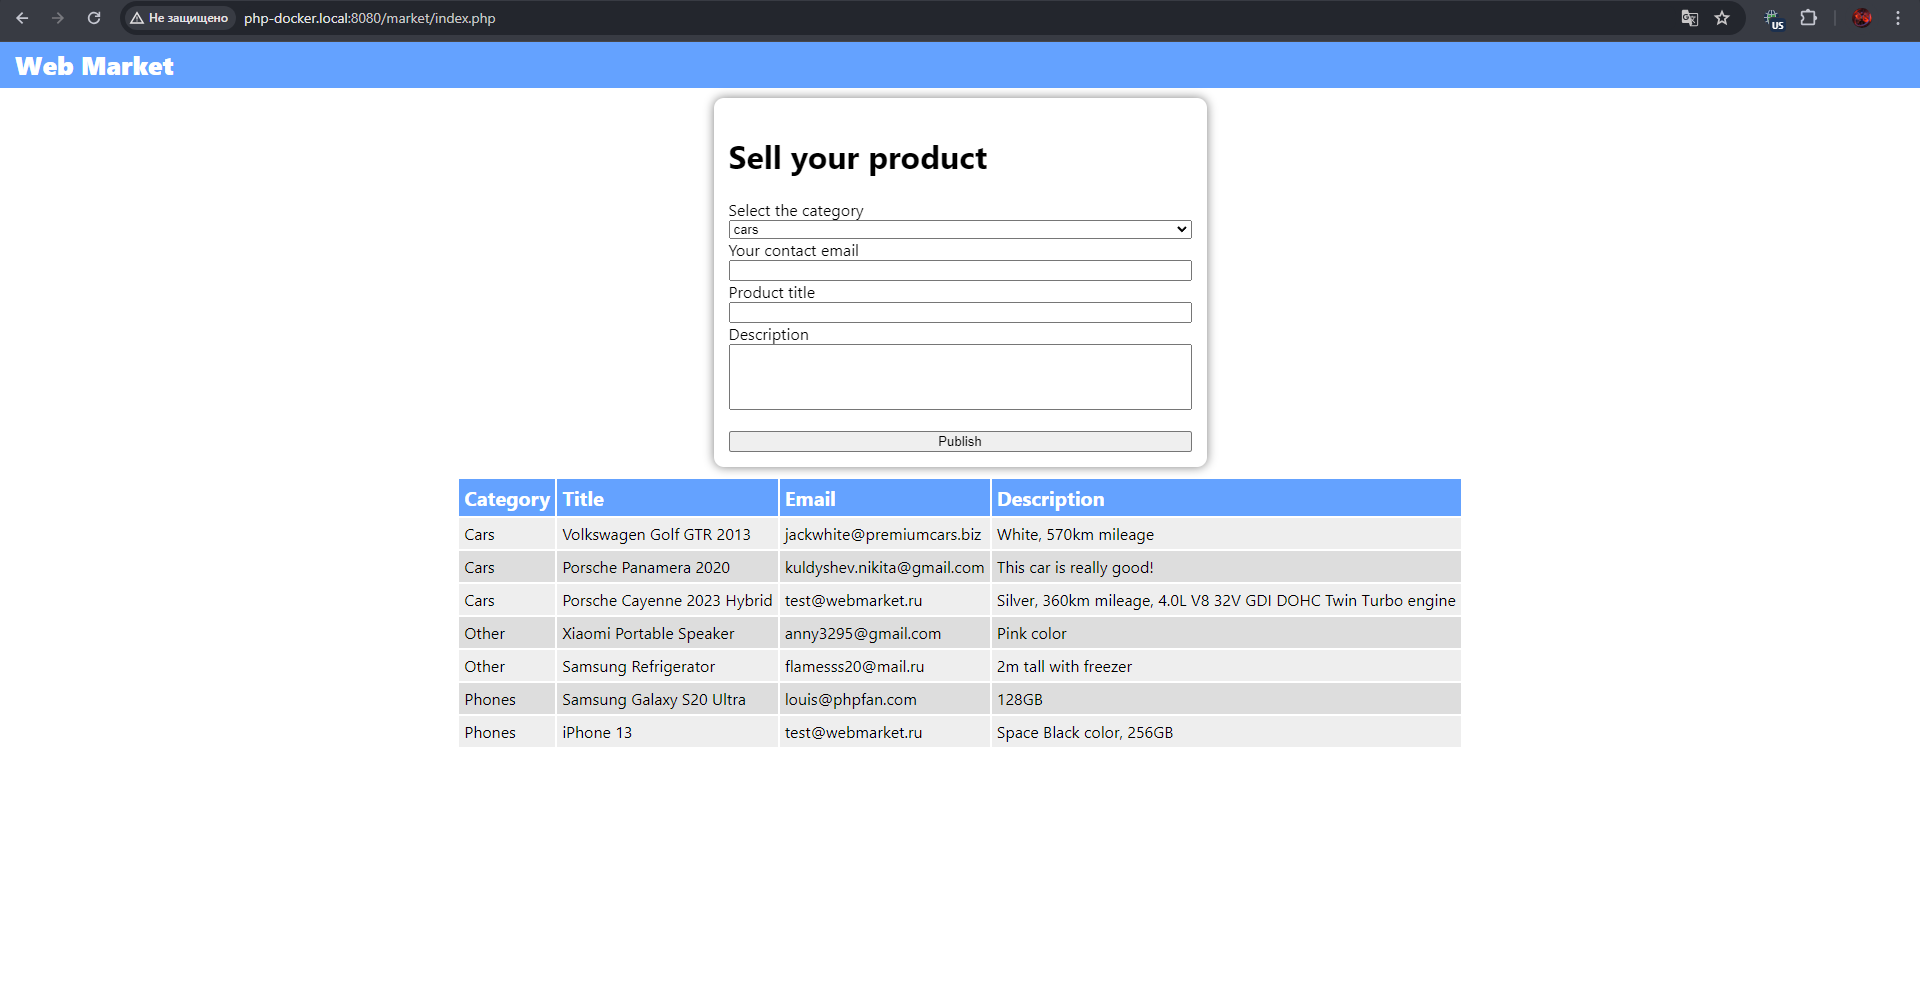 Не защищено php-docker.local:8080/market/index.php
US
Web Market
Sell your product
Select the category
cars
Your contact email
Product title
Description
Publish
Category Title Email Description
Cars Volkswagen Golf GTR 2013 jackwhite@premiumcars.biz White, 570km mileage
Cars Porsche Panamera 2020 kuldyshev.nikita@gmail.com This car is really good!
Cars Porsche Cayenne 2023 Hybrid test@webmarket.ru Silver, 360km mileage, 4.0L V8 32V GDI DOHC Twin Turbo engine
Other Xiaomi Portable Speaker anny3295@gmail.com Pink color
Other Samsung Refrigerator flamesss20@mail.ru 2m tall with freezer
Phones Samsung Galaxy S20 Ultra louis@phpfan.com 128GB
Phones iPhone 13 test@webmarket.ru Space Black color, 256GB